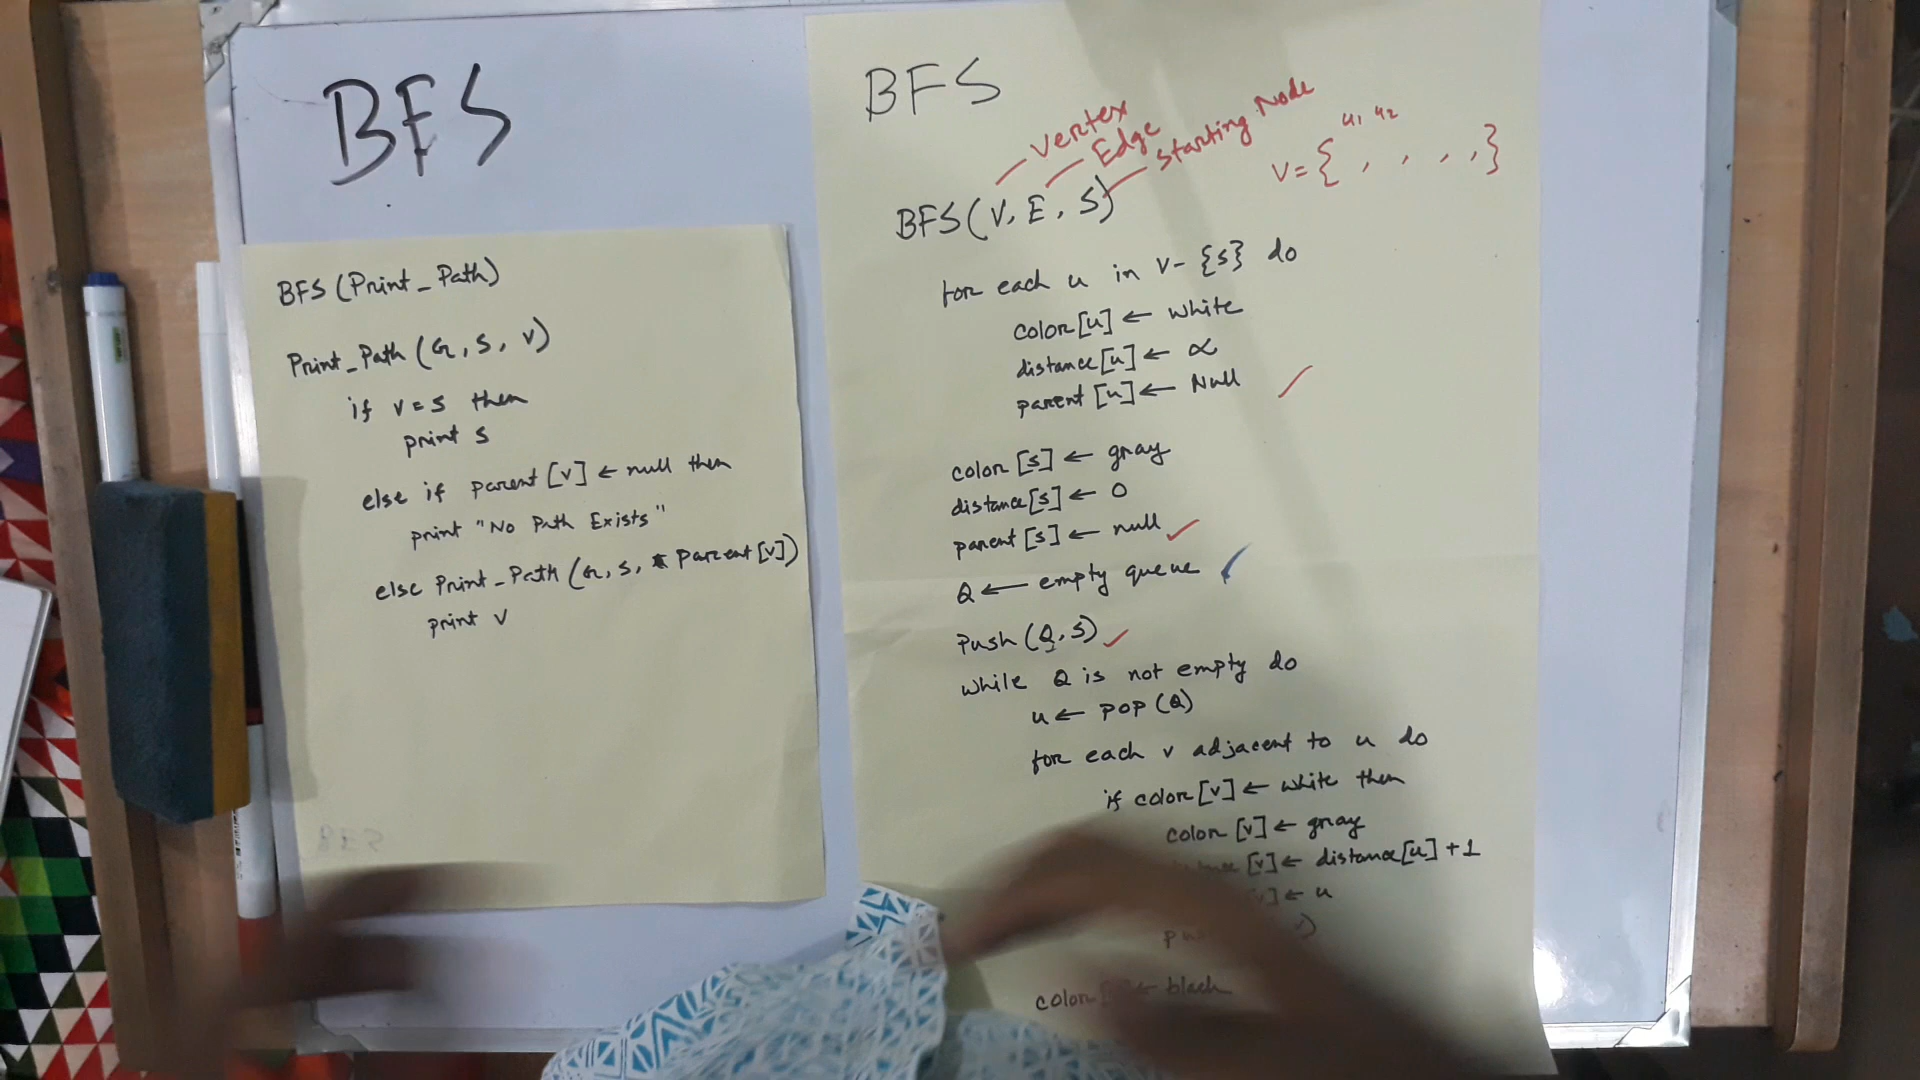 BFS
BFS (Print_Path)
Print_Path (G, S, V)
if v = s then
print s
else if parent [v] ← null then
print "No Path Exists"
else Print_Path (G, S, Parent [v])
print v
BFS
Vertex
Edge
Starting Node
V = { , , , , }
u1 u2
BFS (V, E, S)
for each u in V - {s} do
color [u] ← white
distance [u] ← ∝
parent [u] ← Null
color [s] ← gray
distance [s] ← 0
parent [s] ← null
Q ← empty queue
Push (Q, S)
while Q is not empty do
u ← pop (Q)
for each v adjacent to u do
if color [v] ← white then
color [v] ← gray
[v] ← distance [u] + 1
] ← u
)
color ← black